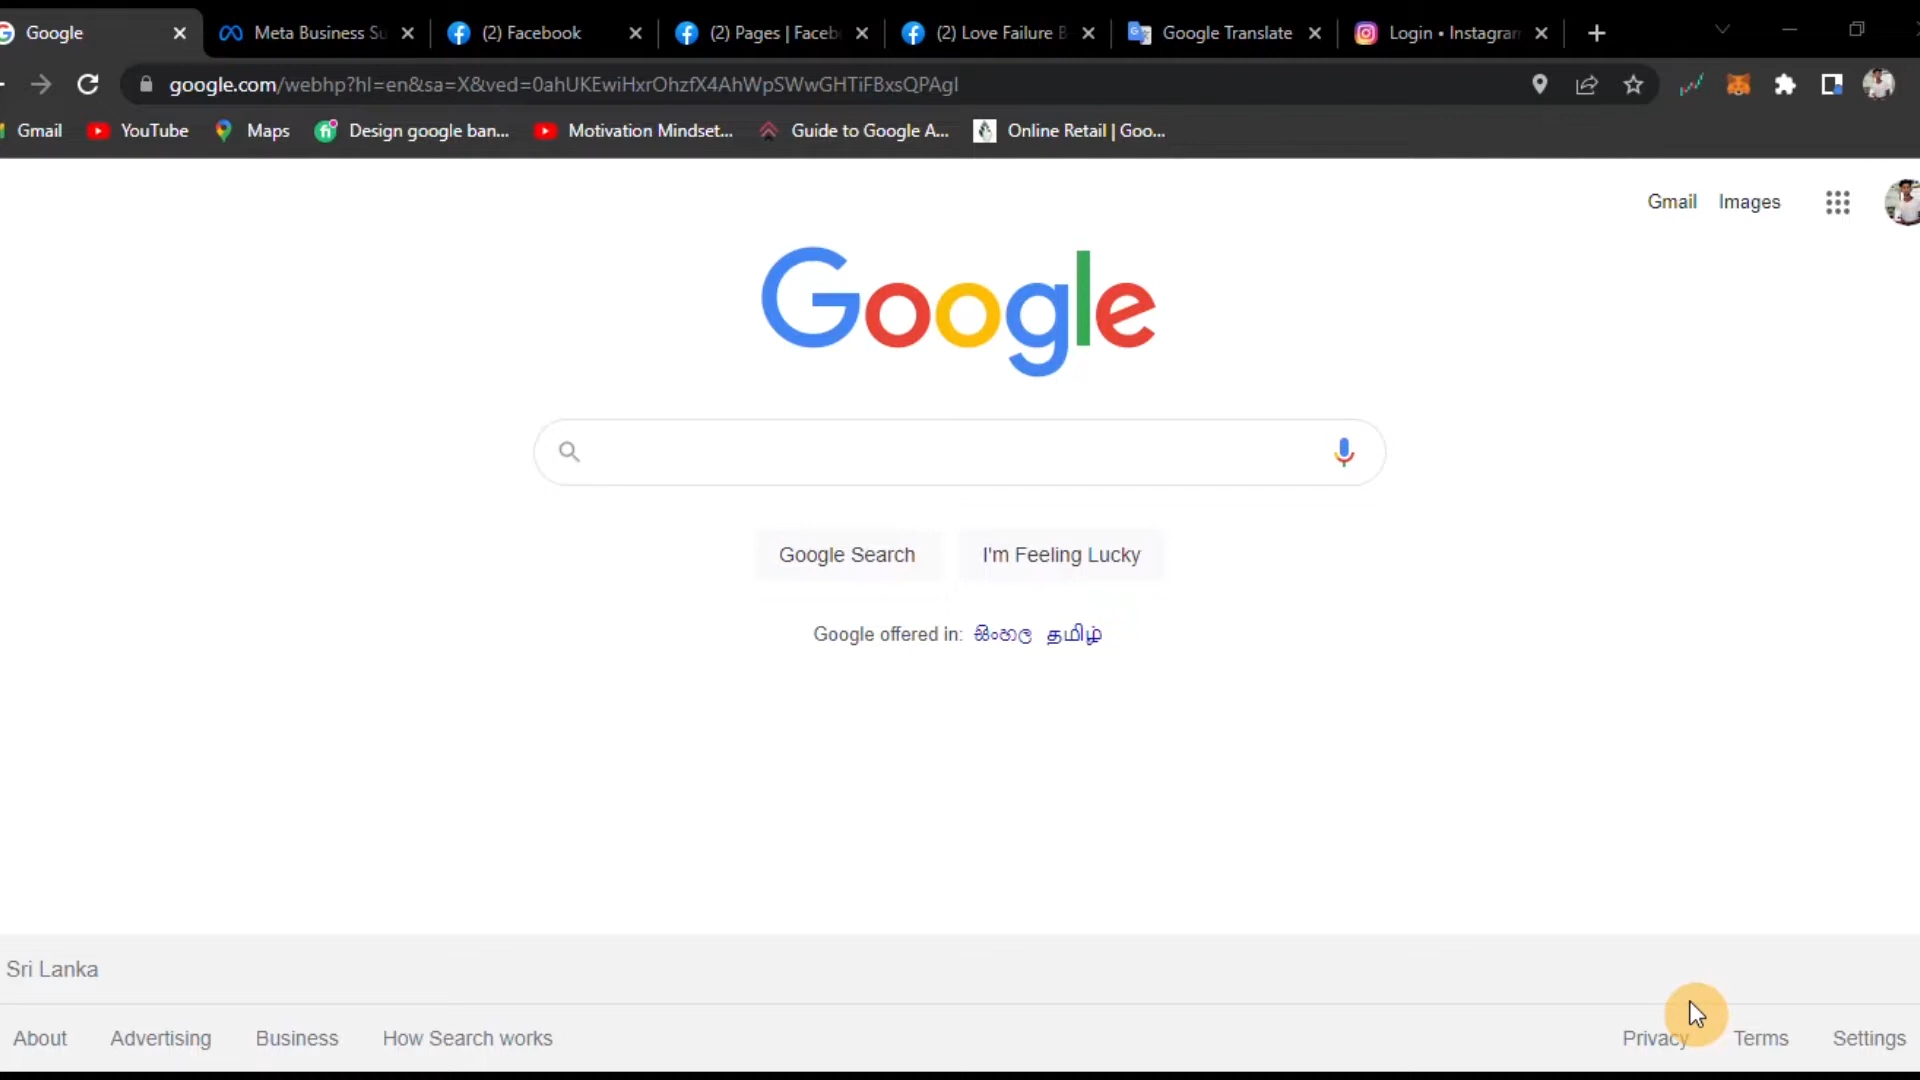 Google Meta Business Su (2) Facebook (2) Pages | Faceb (2) Love Failure B Google Translate Login • Instagram
google.com/webhp?hl=en&sa=X&ved=0ahUKEwiHxrOhzfX4AhWpSWwGHTiFBxsQPAgI
Gmail YouTube Maps Design google ban... Motivation Mindset... Guide to Google A... Online Retail | Goo...
Gmail Images
Google
Google Search I'm Feeling Lucky
Google offered in: සිංහල தமிழ்
Sri Lanka
About Advertising Business How Search works Privacy Terms Settings